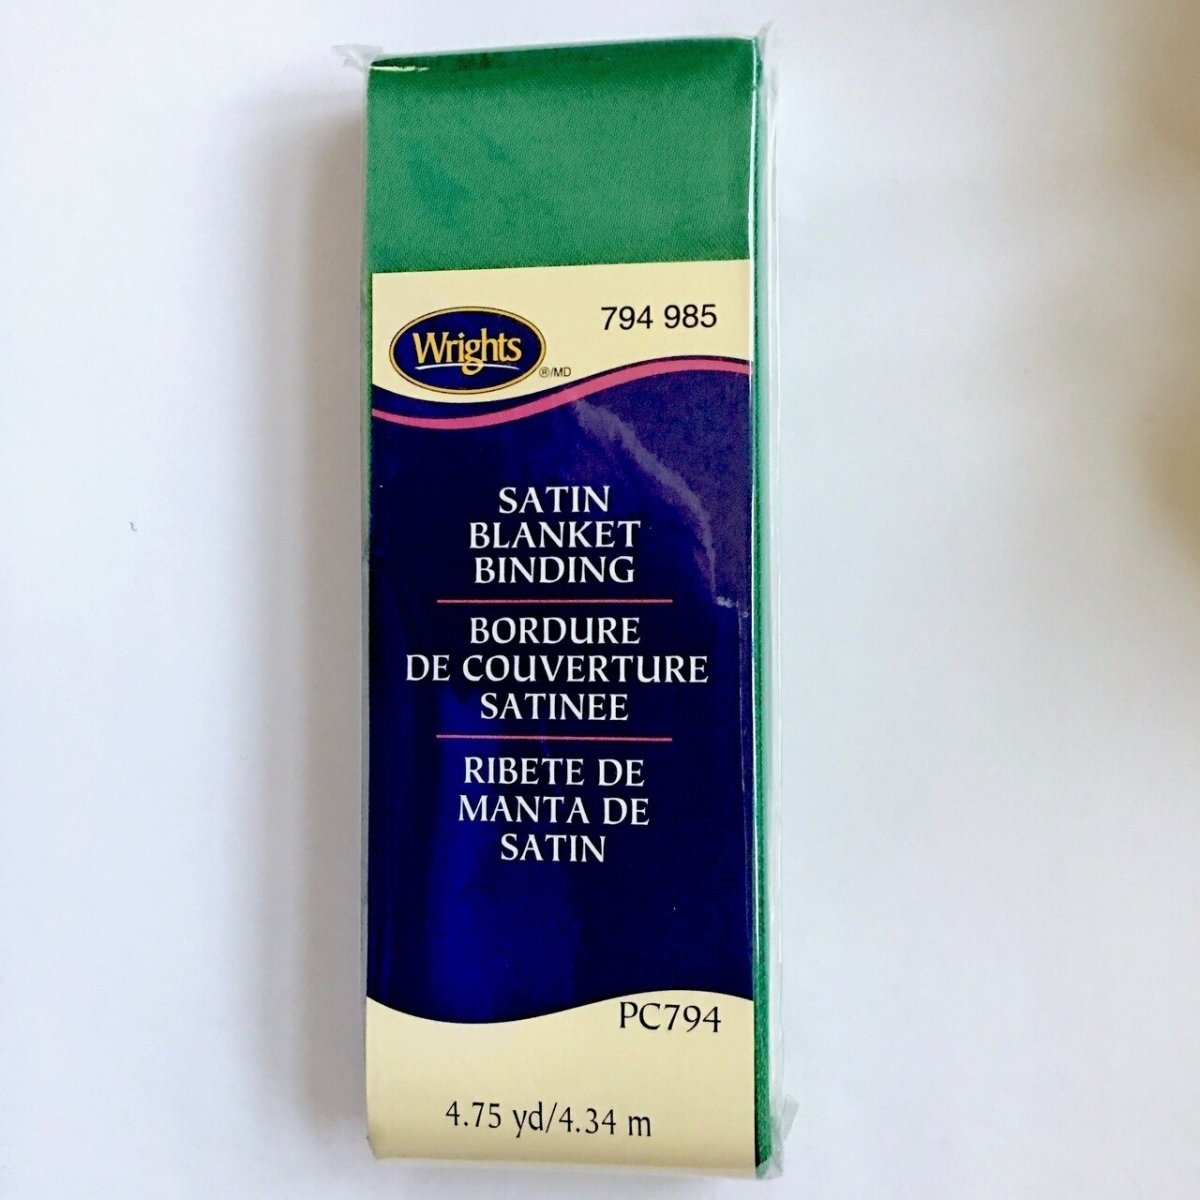 794 985
Wrights
®/MD
SATIN
BLANKET
BINDING
BORDURE
DE COUVERTURE
SATINEE
RIBETE DE
MANTA DE
SATIN
PC794
4.75 yd/4.34 m